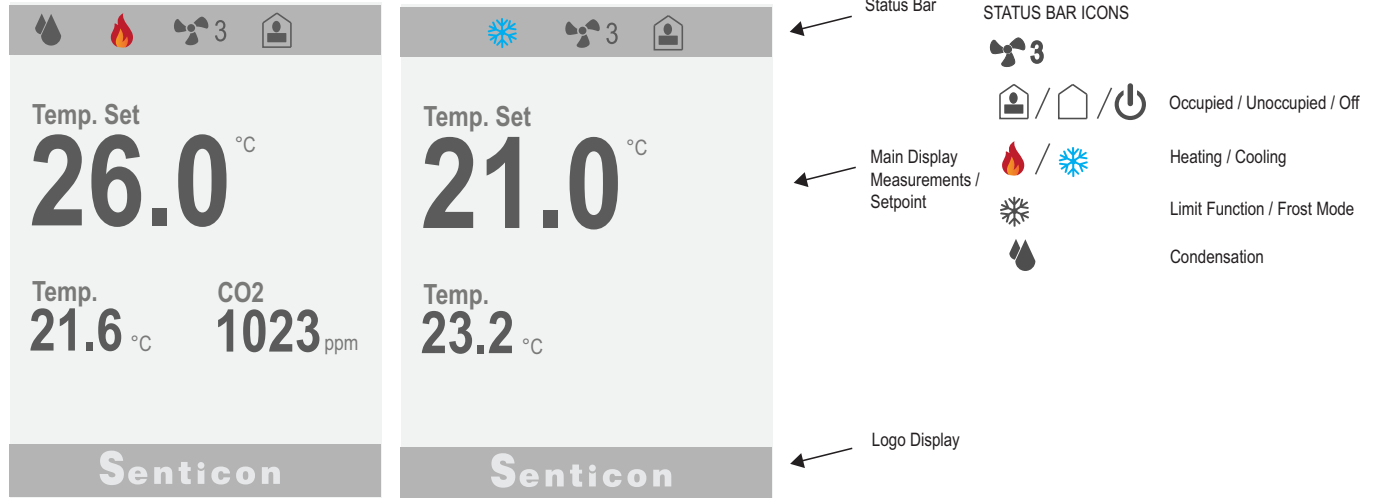 3
Temp. Set
26.0 °C
Temp. CO2
21.6 °C 1023 ppm
Senticon
3
Temp. Set
21.0 °C
Temp.
23.2 °C
Senticon
Status Bar
Main Display
Measurements /
Setpoint
Logo Display
STATUS BAR ICONS
3
/ / Occupied / Unoccupied / Off
/ Heating / Cooling
Limit Function / Frost Mode
Condensation